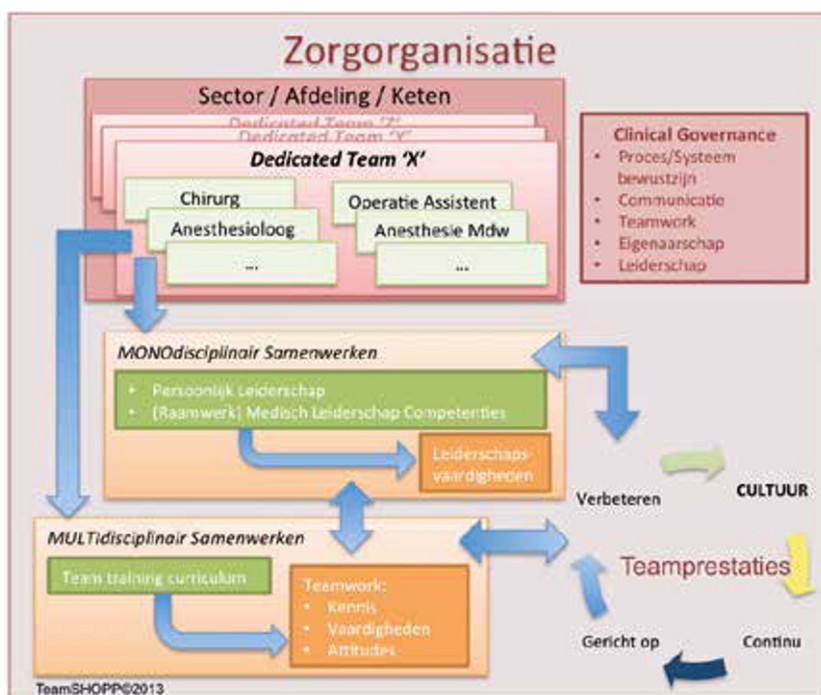 Zorgorganisatie
Sector / Afdeling / Keten
Dedicated Team 'Z'
Dedicated Team 'Y'
Dedicated Team 'X'
Chirurg
Anesthesioloog
...
Operatie Assistent
Anesthesie Mdw
...
Clinical Governance
• Proces/Systeem
bewustzijn
• Communicatie
• Teamwork
• Eigenaarschap
• Leiderschap
MONOdisciplinair Samenwerken
• Persoonlijk Leiderschap
• (Raamwerk) Medisch Leiderschap Competenties
Leiderschaps
vaardigheden
MULTIdisciplinair Samenwerken
Team training curriculum
Teamwork:
• Kennis
• Vaardigheden
• Attitudes
Verbeteren
CULTUUR
Teamprestaties
Gericht op
Continu
TeamSHOPP©2013